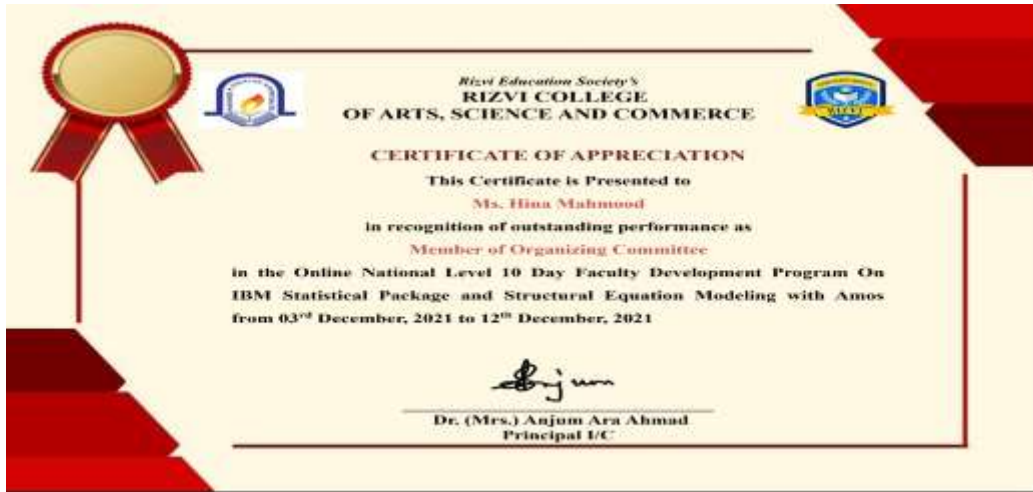 Rizvi Education Society's
RIZVI COLLEGE
OF ARTS, SCIENCE AND COMMERCE
CERTIFICATE OF APPRECIATION
This Certificate is Presented to
Ms. Hina Mahmood
in recognition of outstanding performance as
Member of Organizing Committee
in the Online National Level 10 Day Faculty Development Program On
IBM Statistical Package and Structural Equation Modeling with Amos
from 03rd December, 2021 to 12th December, 2021
Anjum
Dr. (Mrs.) Anjum Ara Ahmad
Principal I/C